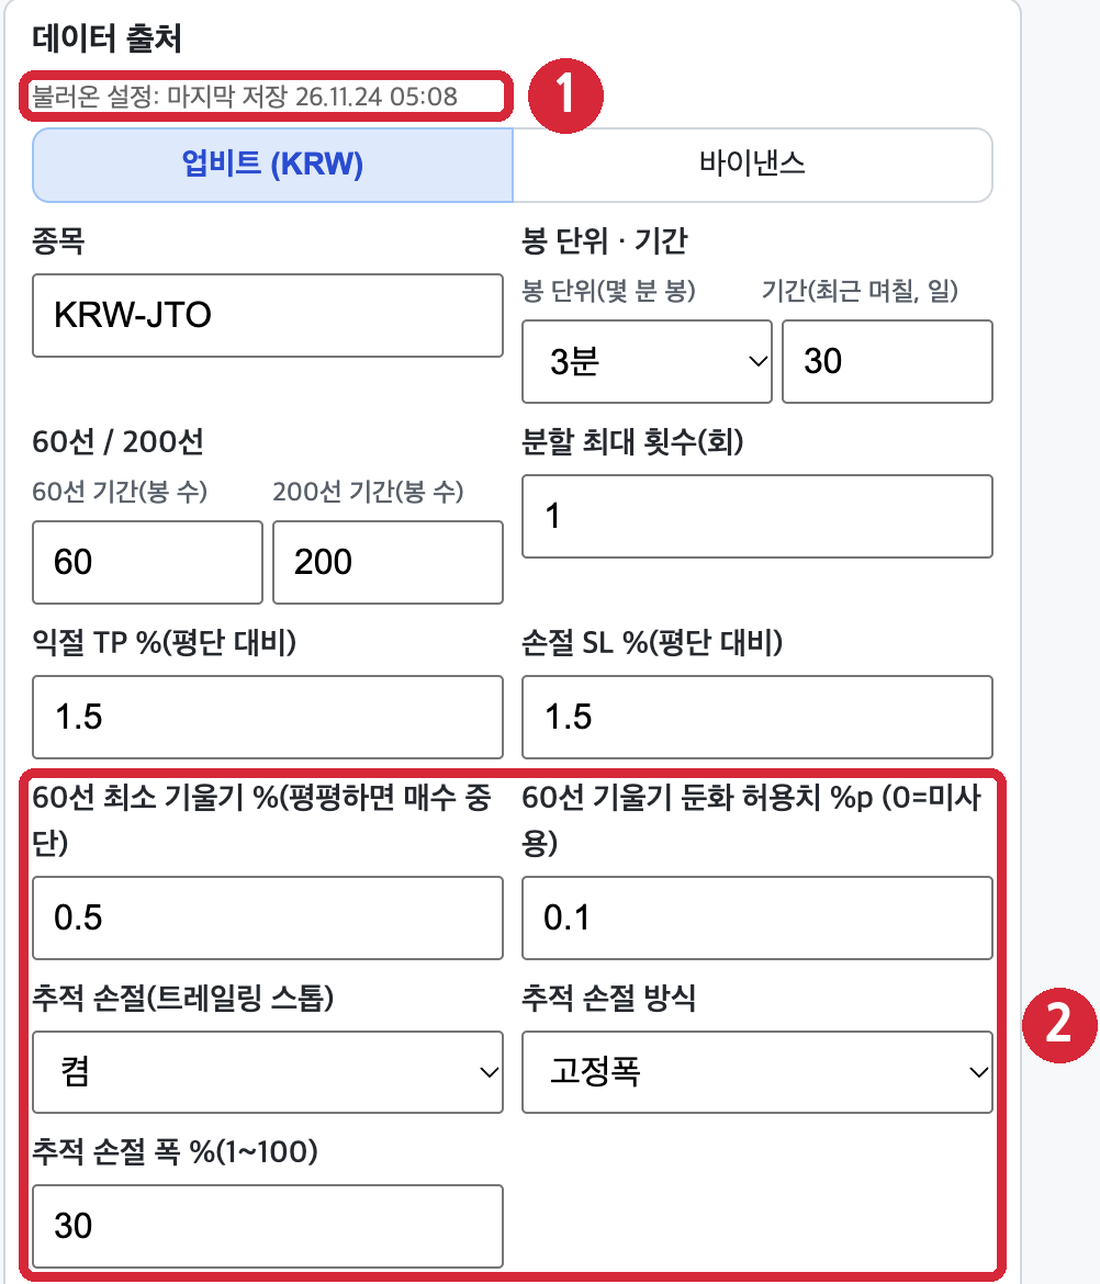 데이터 출처
불러온 설정: 마지막 저장 26.11.24 05:08
1
업비트 (KRW)
바이낸스
종목
KRW-JTO
봉 단위 · 기간
봉 단위(몇 분 봉)
기간(최근 며칠, 일)
3분
30
60선 / 200선
60선 기간(봉 수)
200선 기간(봉 수)
60
200
분할 최대 횟수(회)
1
익절 TP %(평단 대비)
1.5
손절 SL %(평단 대비)
1.5
60선 최소 기울기 %(평평하면 매수 중
단)
0.5
60선 기울기 둔화 허용치 %p (0=미사
용)
0.1
추적 손절(트레일링 스톱)
켬
추적 손절 방식
고정폭
2
추적 손절 폭 %(1~100)
30